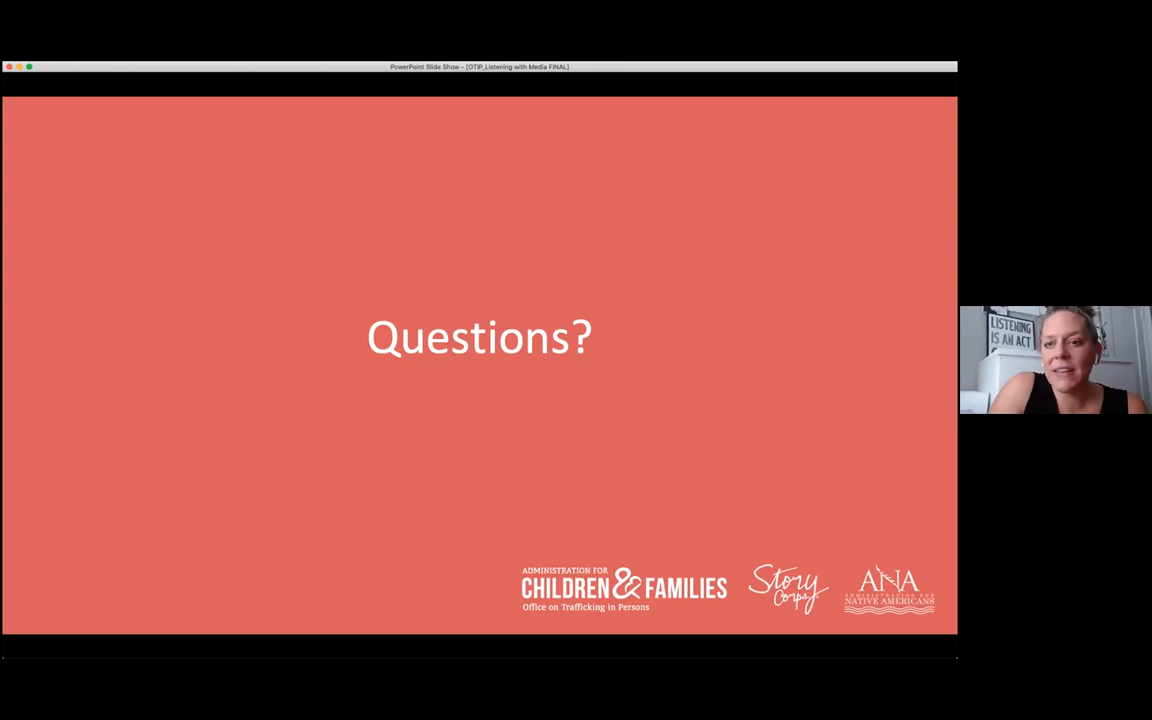 PowerPoint Slide Show - [OTIP_Listening with Media FINAL]
Questions?
ADMINISTRATION FOR
CHILDREN & FAMILIES
Office on Trafficking in Persons
Story
Corps
ANA
ADMINISTRATION FOR
NATIVE AMERICANS
LISTENING
IS AN ACT